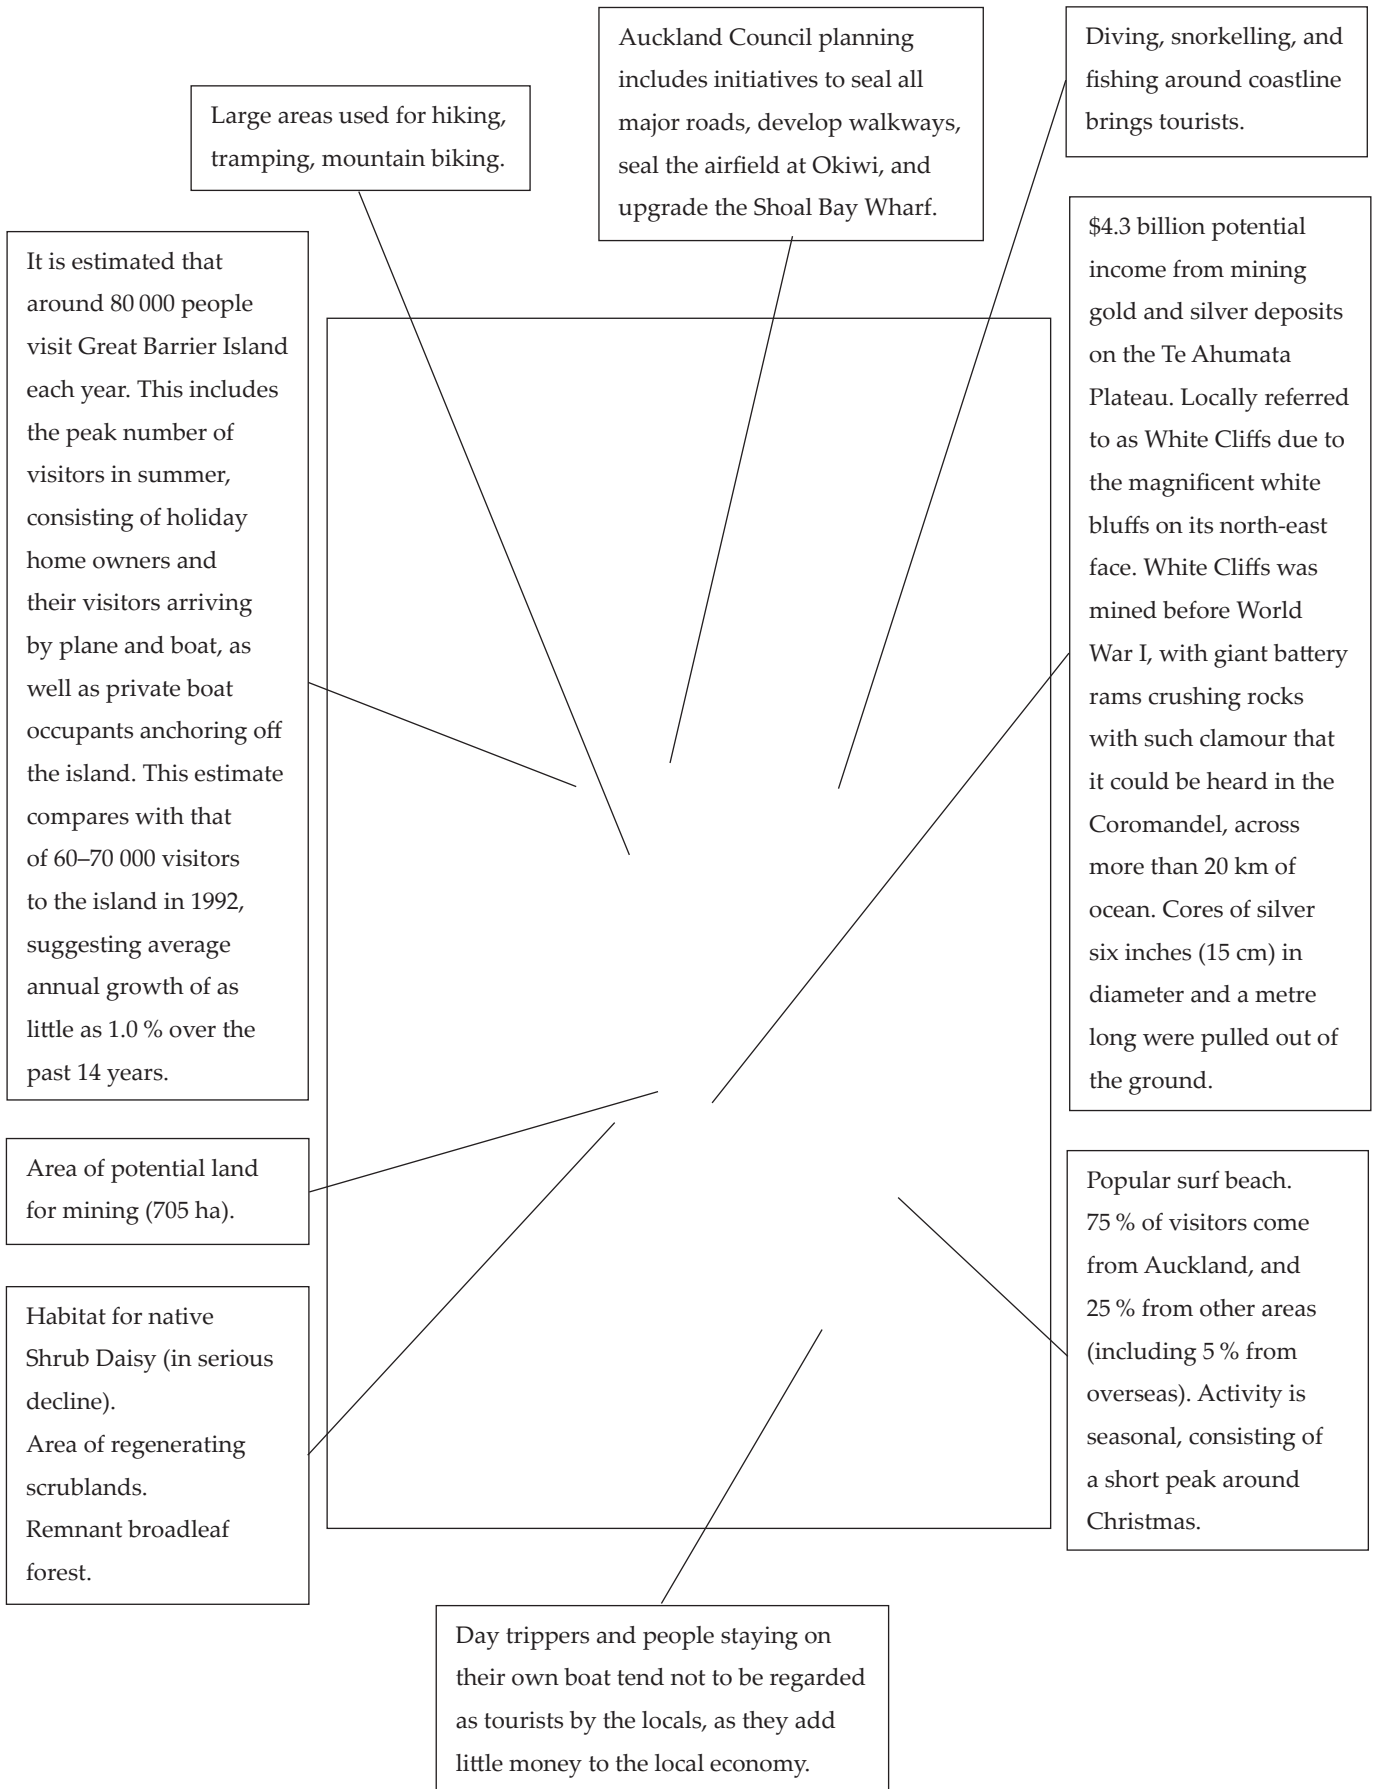 Auckland Council planning
includes initiatives to seal all
major roads, develop walkways,
seal the airfield at Okiwi, and
upgrade the Shoal Bay Wharf.
Diving, snorkelling, and
fishing around coastline
brings tourists.
Large areas used for hiking,
tramping, mountain biking.
$4.3 billion potential
income from mining
gold and silver deposits
on the Te Ahumata
Plateau. Locally referred
to as White Cliffs due to
the magnificent white
bluffs on its north-east
face. White Cliffs was
mined before World
War I, with giant battery
rams crushing rocks
with such clamour that
it could be heard in the
Coromandel, across
more than 20 km of
ocean. Cores of silver
six inches (15 cm) in
diameter and a metre
long were pulled out of
the ground.
It is estimated that
around 80 000 people
visit Great Barrier Island
each year. This includes
the peak number of
visitors in summer,
consisting of holiday
home owners and
their visitors arriving
by plane and boat, as
well as private boat
occupants anchoring off
the island. This estimate
compares with that
of 60–70 000 visitors
to the island in 1992,
suggesting average
annual growth of as
little as 1.0 % over the
past 14 years.
Area of potential land
for mining (705 ha).
Popular surf beach.
75 % of visitors come
from Auckland, and
25 % from other areas
(including 5 % from
overseas). Activity is
seasonal, consisting of
a short peak around
Christmas.
Habitat for native
Shrub Daisy (in serious
decline).
Area of regenerating
scrublands.
Remnant broadleaf
forest.
Day trippers and people staying on
their own boat tend not to be regarded
as tourists by the locals, as they add
little money to the local economy.